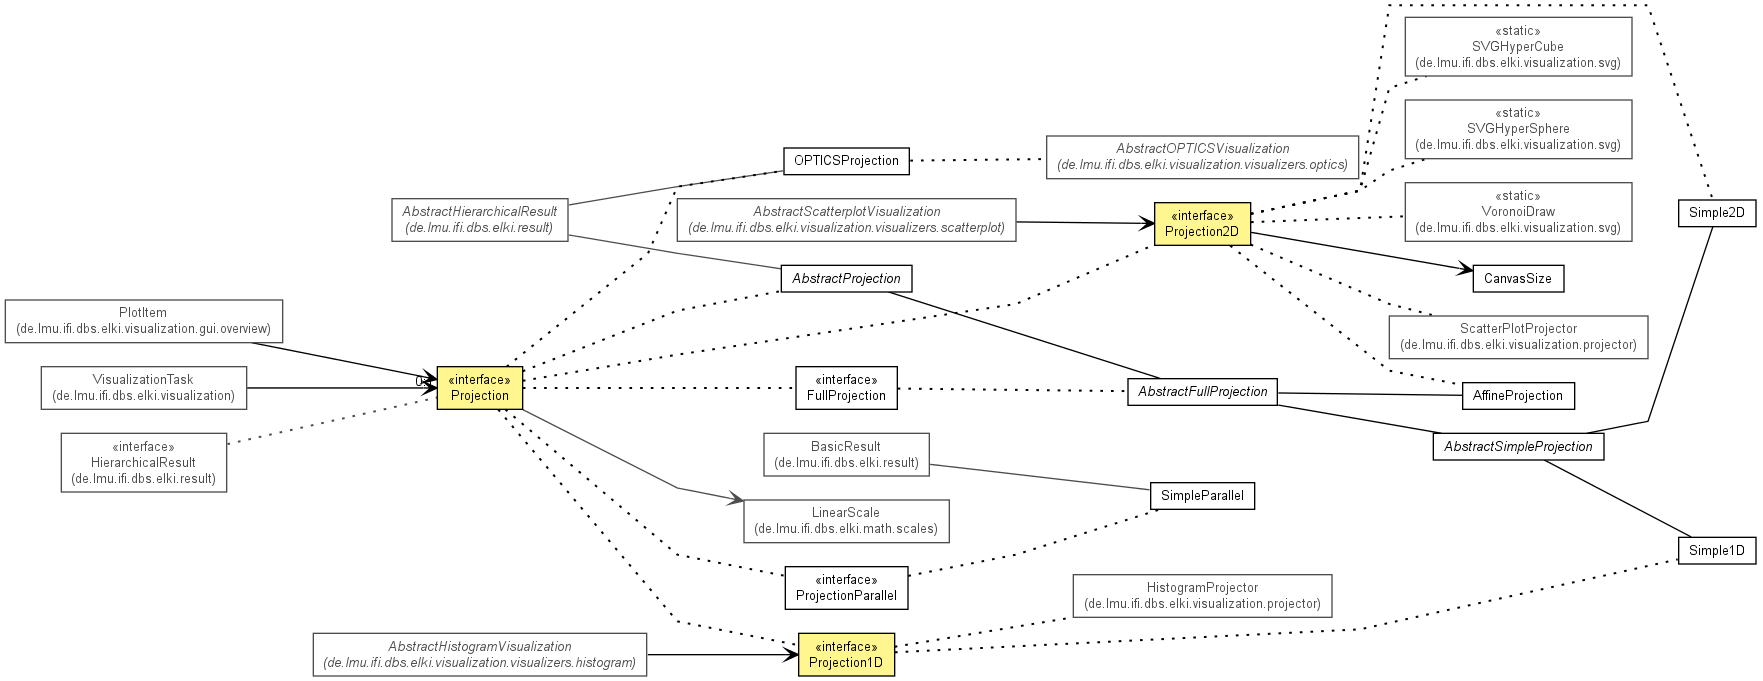 «static»
SVGHyperCube
(de.lmu.ifi.dbs.elki.visualization.svg)
«static»
SVGHyperSphere
(de.lmu.ifi.dbs.elki.visualization.svg)
AbstractOPTICSVisualization
(de.lmu.ifi.dbs.elki.visualization.visualizers.optics)
OPTICSProjection
«static»
VoronoiDraw
(de.lmu.ifi.dbs.elki.visualization.svg)
AbstractHierarchicalResult
(de.lmu.ifi.dbs.elki.result)
AbstractScatterplotVisualization
(de.lmu.ifi.dbs.elki.visualization.visualizers.scatterplot)
«interface»
Projection2D
Simple2D
AbstractProjection
CanvasSize
PlotItem
(de.lmu.ifi.dbs.elki.visualization.gui.overview)
ScatterPlotProjector
(de.lmu.ifi.dbs.elki.visualization.projector)
VisualizationTask
(de.lmu.ifi.dbs.elki.visualization)
«interface»
Projection
«interface»
FullProjection
AbstractFullProjection
AffineProjection
«interface»
HierarchicalResult
(de.lmu.ifi.dbs.elki.result)
BasicResult
(de.lmu.ifi.dbs.elki.result)
AbstractSimpleProjection
SimpleParallel
LinearScale
(de.lmu.ifi.dbs.elki.math.scales)
Simple1D
«interface»
ProjectionParallel
HistogramProjector
(de.lmu.ifi.dbs.elki.visualization.projector)
AbstractHistogramVisualization
(de.lmu.ifi.dbs.elki.visualization.visualizers.histogram)
«interface»
Projection1D